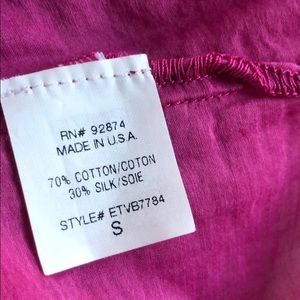 RN# 92874
MADE IN U.S.A.
70% COTTON/COTON
30% SILK/SOIE
STYLE# ETVB7784
S